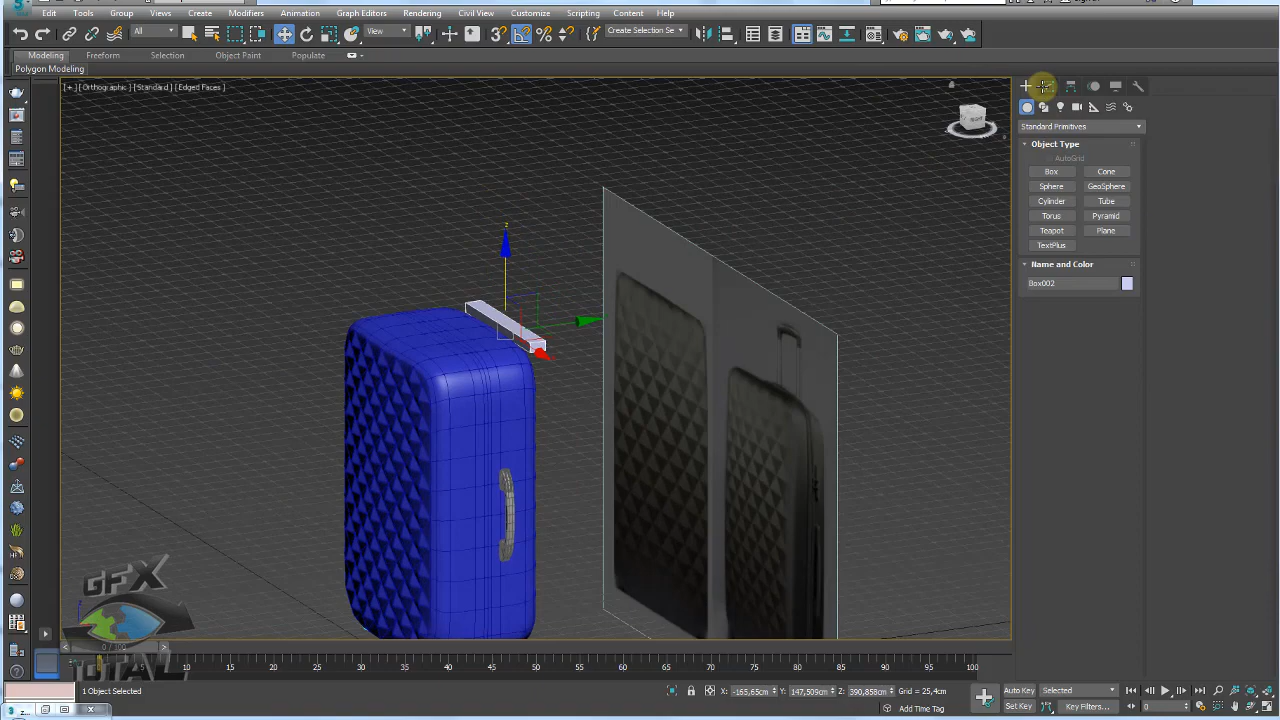 Edit Tools Group Views Create Modifiers Animation Graph Editors Rendering Civil View Customize Scripting Content Help
All View Create Selection Se
Modeling Freeform Selection Object Paint Populate
Polygon Modeling
[ + ] [ Orthographic ] [ Standard ] [ Edged Faces ]
Standard Primitives
Object Type
AutoGrid
Box Cone
Sphere GeoSphere
Cylinder Tube
Torus Pyramid
Teapot Plane
TextPlus
Name and Color
Box002
z
GFX
TOTAL
0 / 100
5 10 15 20 25 30 35 40 45 50 55 60 65 70 75 80 85 90 95 100
1 Object Selected X: -165,65cm Y: 147,509cm Z: 390,858cm Grid = 25,4cm Auto Key Selected
Add Time Tag Set Key Key Filters... 0
z...